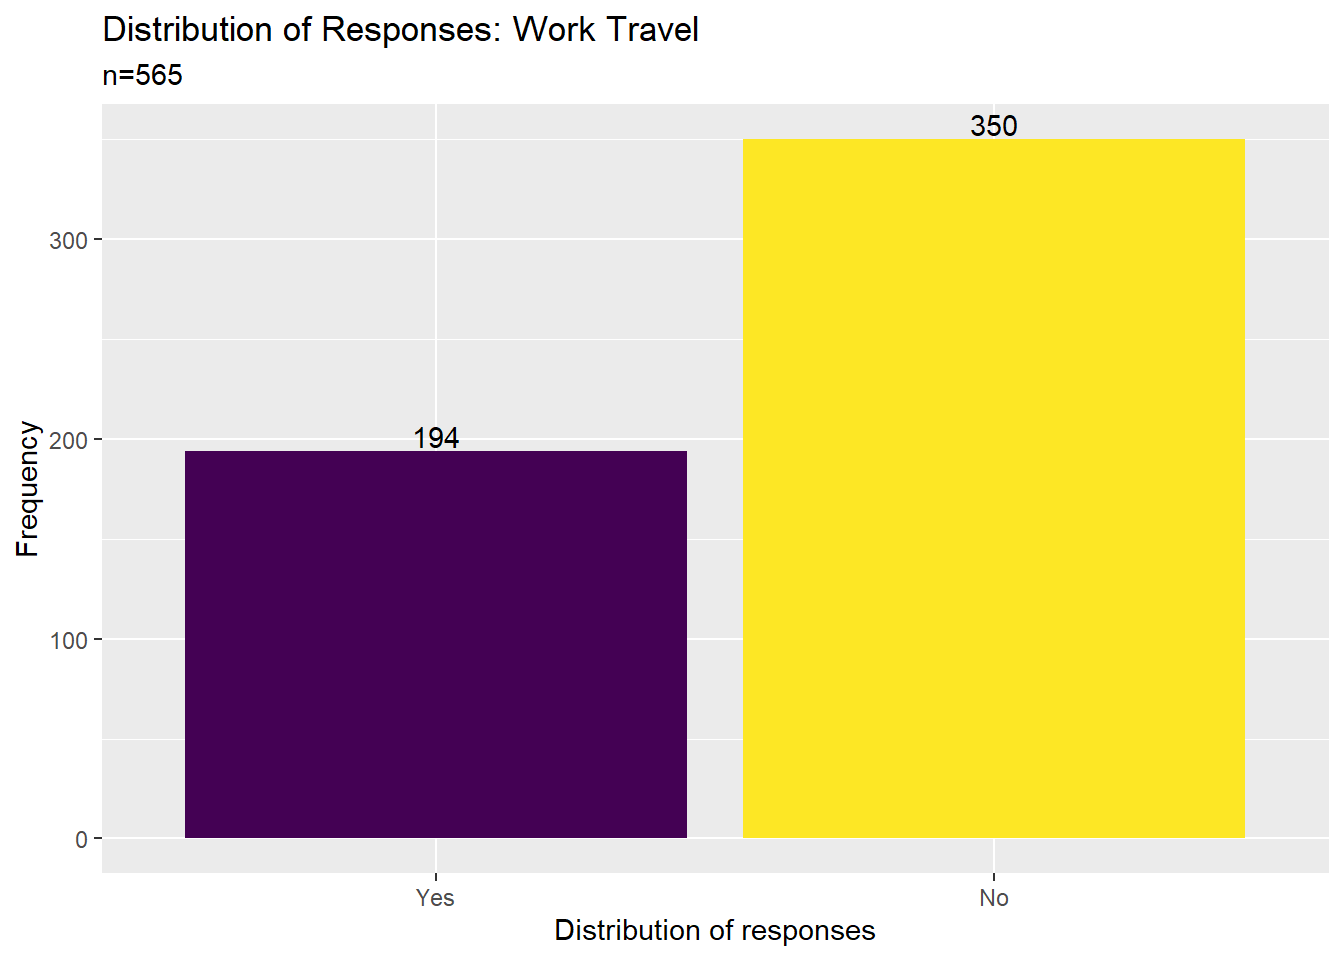 Distribution of Responses: Work Travel
n=565
350
300
194
200
Frequency
100
0
Yes No
Distribution of responses